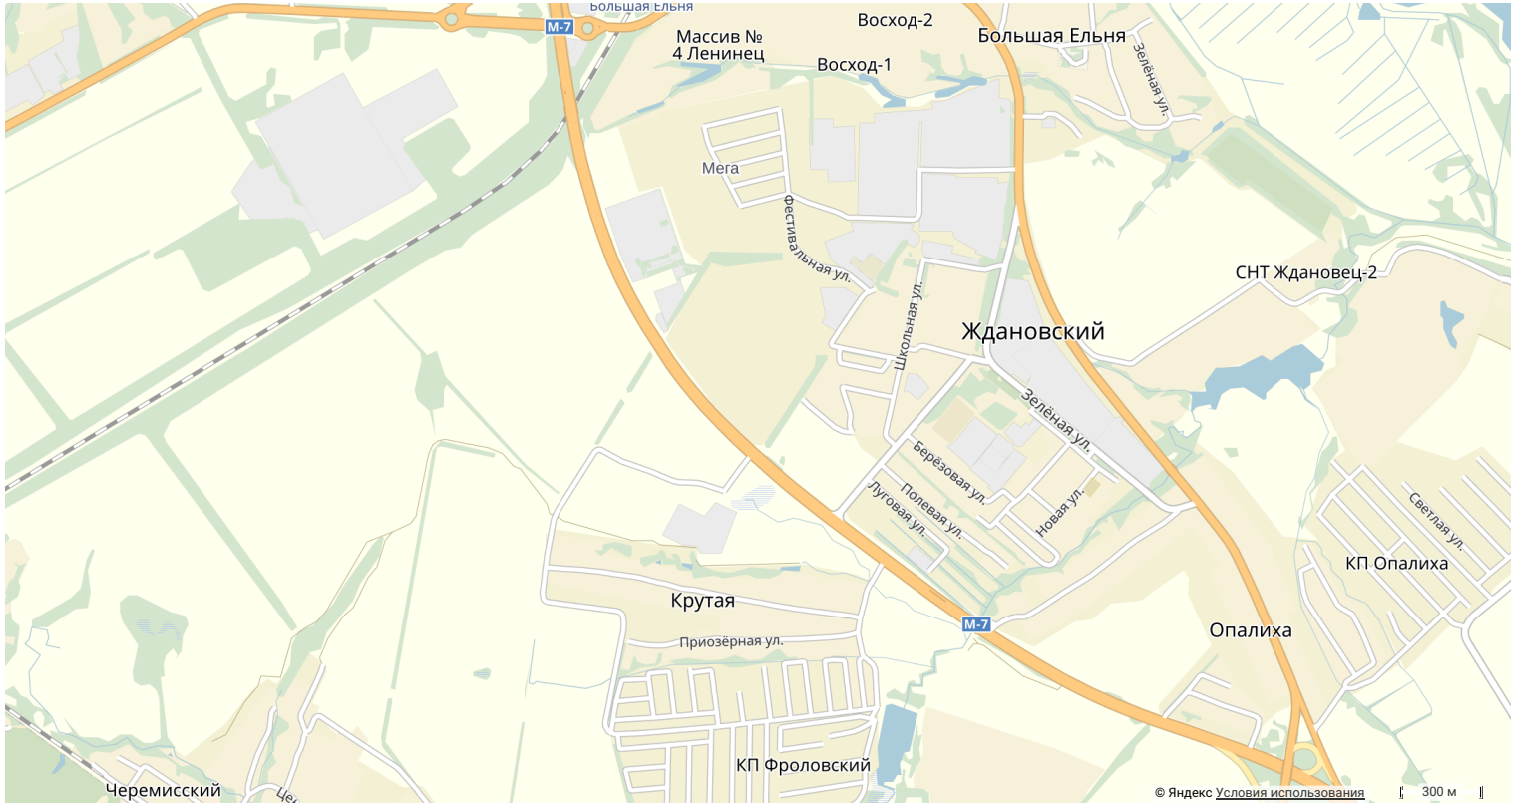 Большая Ельня
М-7
Массив №
4 Ленинец
Восход-2
Восход-1
Большая Ельня
Зелёная ул.
Мега
Фестивальная ул.
Школьная ул.
СНТ Ждановец-2
Ждановский
Зелёная ул.
Берёзовая ул.
Полевая ул.
Луговая ул.
Новая ул.
Светлая ул.
КП Опалиха
Крутая
М-7
Опалиха
Приозёрная ул.
КП Фроловский
Черемисский
© Яндекс Условия использования
300 м